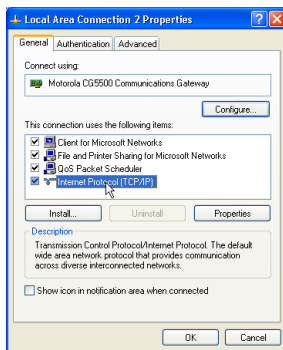 Local Area Connection 2 Properties
General Authentication Advanced
Connect using:
Motorola CG5500 Communications Gateway
Configure...
This connection uses the following items:
Client for Microsoft Networks
File and Printer Sharing for Microsoft Networks
QoS Packet Scheduler
Internet Protocol (TCP/IP)
Install... Uninstall Properties
Description
Transmission Control Protocol/Internet Protocol. The default
wide area network protocol that provides communication
across diverse interconnected networks.
Show icon in notification area when connected
OK Cancel